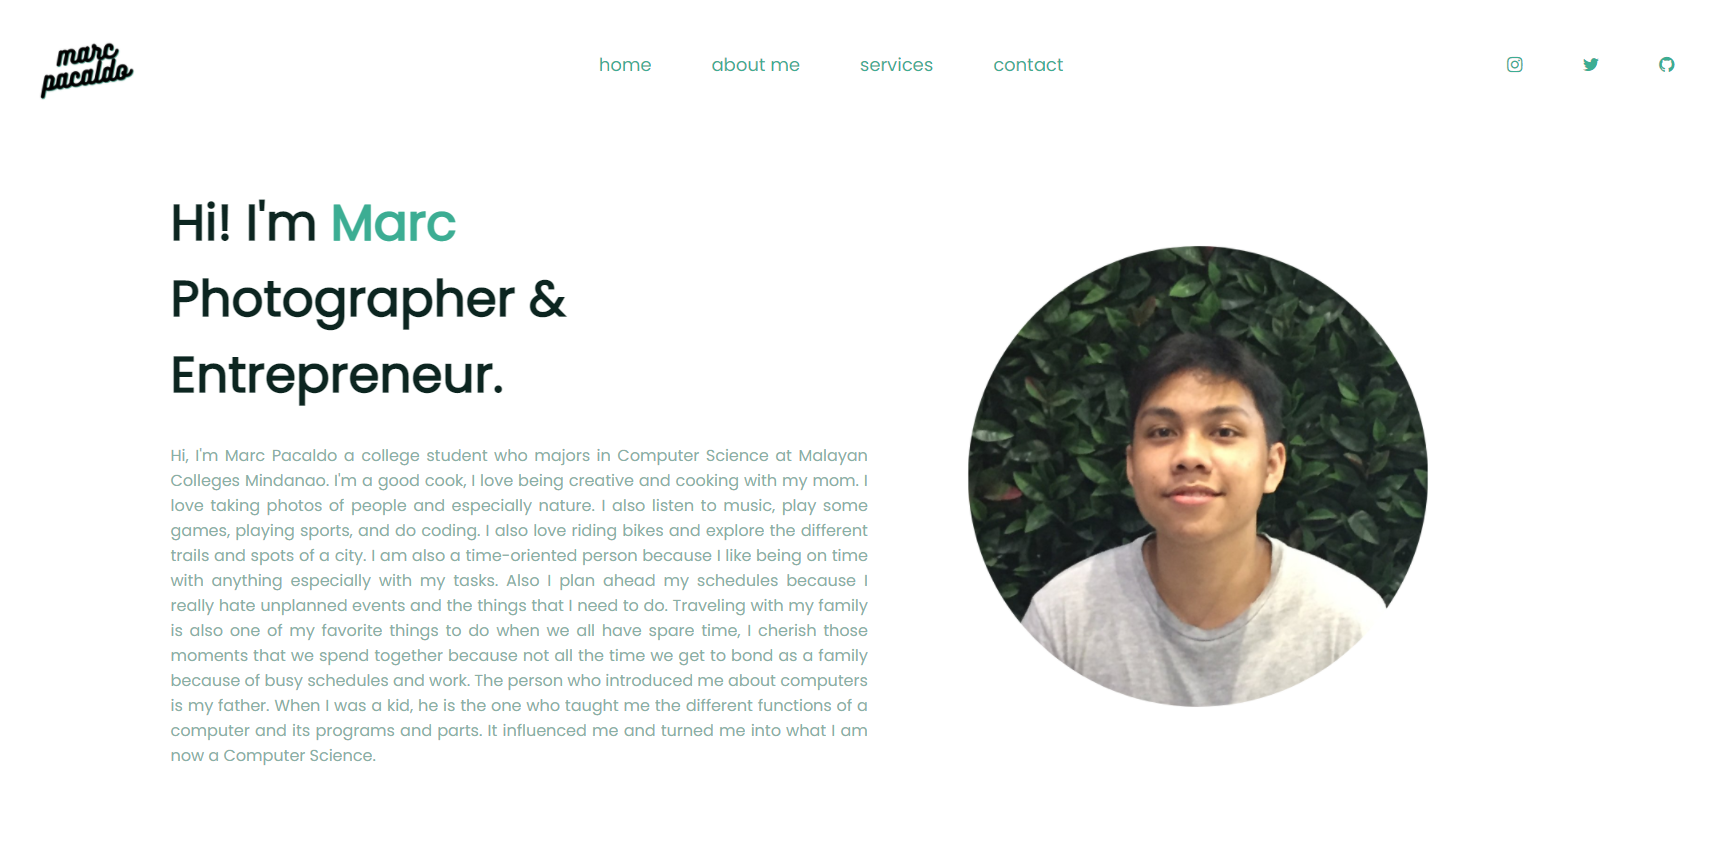 marc
pacaldo
home about me services contact
Hi! I'm Marc
Photographer &
Entrepreneur.
Hi, I'm Marc Pacaldo a college student who majors in Computer Science at Malayan
Colleges Mindanao. I'm a good cook, I love being creative and cooking with my mom. I
love taking photos of people and especially nature. I also listen to music, play some
games, playing sports, and do coding. I also love riding bikes and explore the different
trails and spots of a city. I am also a time-oriented person because I like being on time
with anything especially with my tasks. Also I plan ahead my schedules because I
really hate unplanned events and the things that I need to do. Traveling with my family
is also one of my favorite things to do when we all have spare time, I cherish those
moments that we spend together because not all the time we get to bond as a family
because of busy schedules and work. The person who introduced me about computers
is my father. When I was a kid, he is the one who taught me the different functions of a
computer and its programs and parts. It influenced me and turned me into what I am
now a Computer Science.